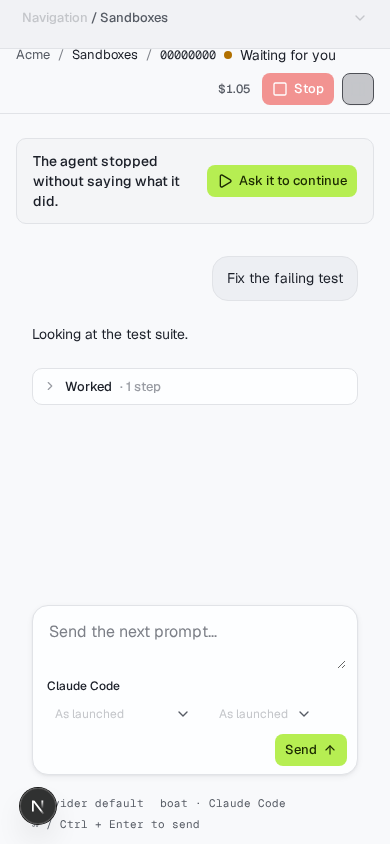 Navigation / Sandboxes
Acme / Sandboxes / 00000000 Waiting for you
$1.05 Stop
The agent stopped
without saying what it
did.
Ask it to continue
Fix the failing test
Looking at the test suite.
Worked · 1 step
Send the next prompt…
Claude Code
As launched As launched
Send ↑
N
default boat · Claude Code
/ Ctrl + Enter to send